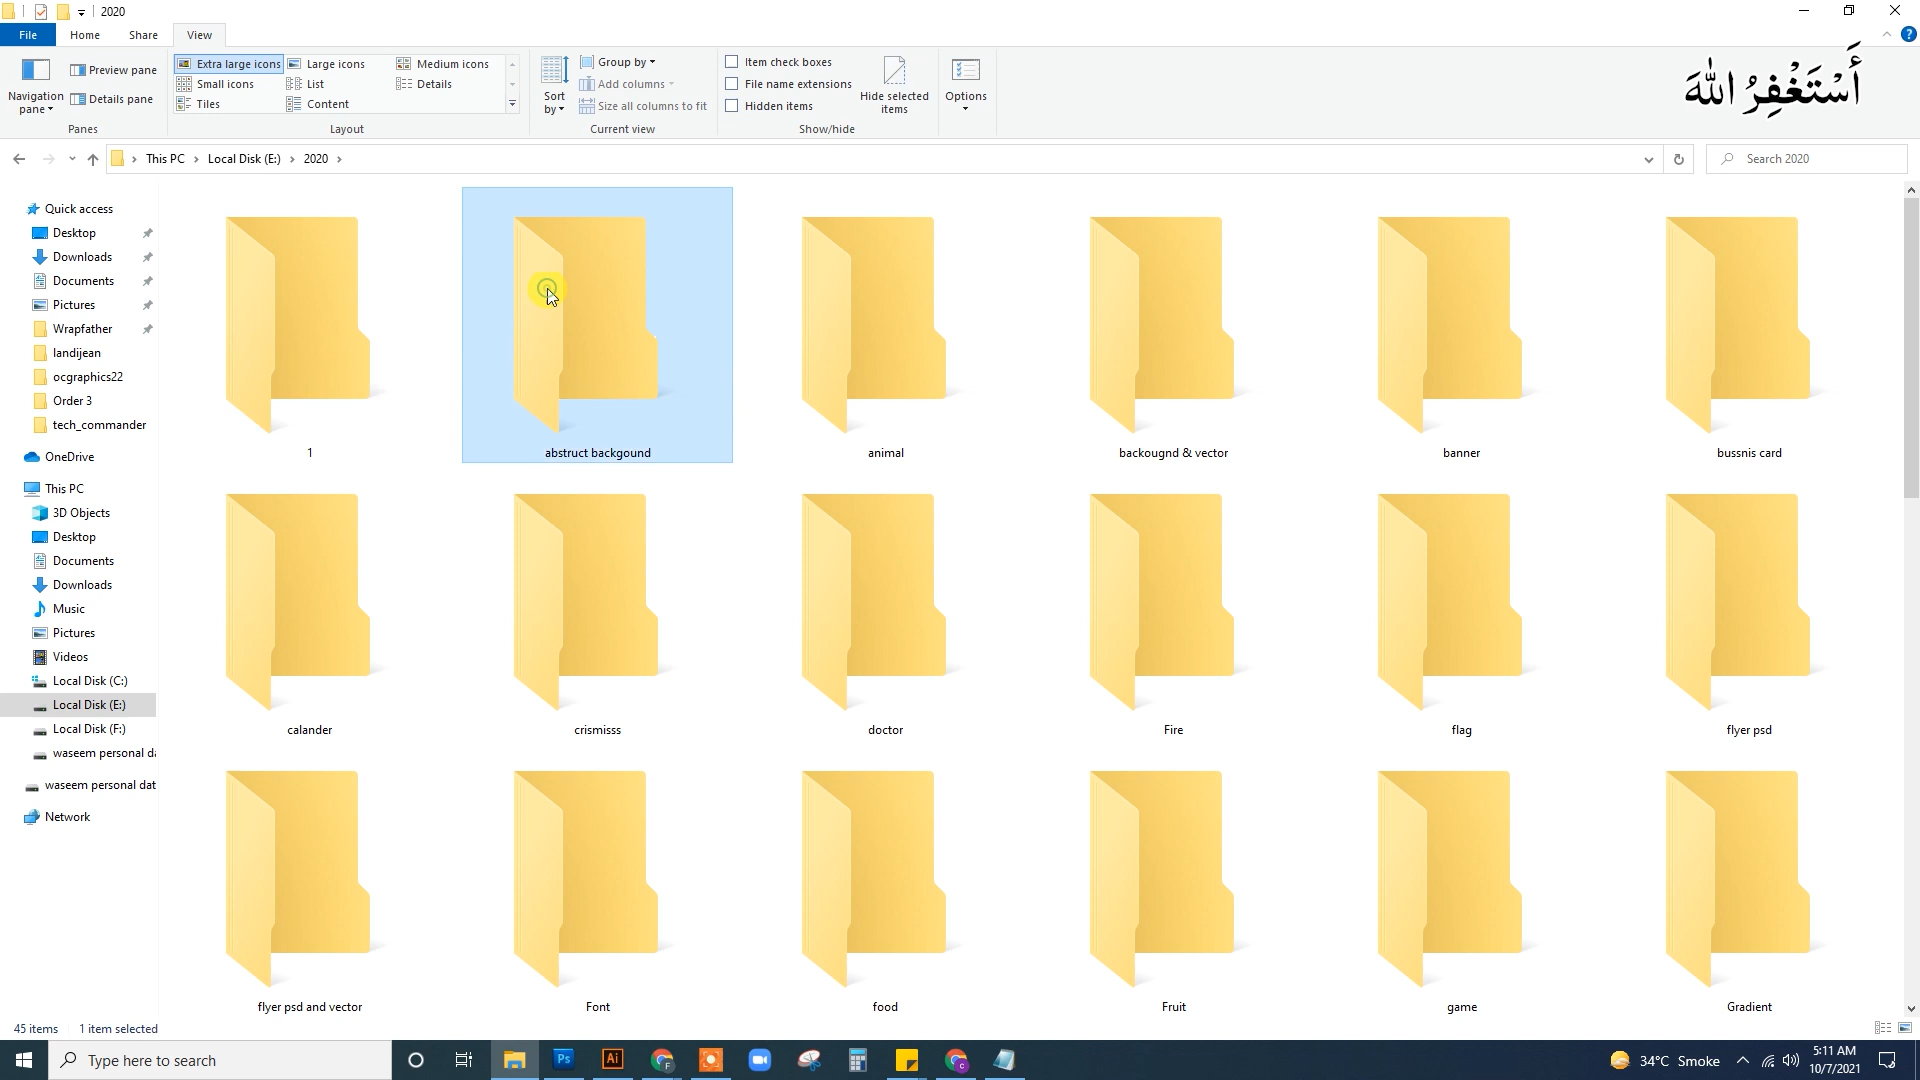 2020
File Home Share View
Navigation pane
Preview pane
Details pane
Panes
Extra large icons Large icons Medium icons
Small icons List Details
Tiles Content
Layout
Sort by
Group by
Add columns
Size all columns to fit
Current view
Item check boxes
File name extensions
Hidden items
Hide selected items
Show/hide
Options
أَسْتَغْفِرُ اللّٰه
This PC Local Disk (E:) 2020
Search 2020
Quick access
Desktop
Downloads
Documents
Pictures
Wrapfather
landijean
ocgraphics22
Order 3
tech_commander
OneDrive
This PC
3D Objects
Desktop
Documents
Downloads
Music
Pictures
Videos
Local Disk (C:)
Local Disk (E:)
Local Disk (F:)
waseem personal da
waseem personal dat
Network
1 abstruct backgound animal backougnd & vector banner bussnis card
calander crismisss doctor Fire flag flyer psd
flyer psd and vector Font food Fruit game Gradient
45 items 1 item selected
Type here to search
Ps
Ai
F
C
34°C Smoke
5:11 AM
10/7/2021